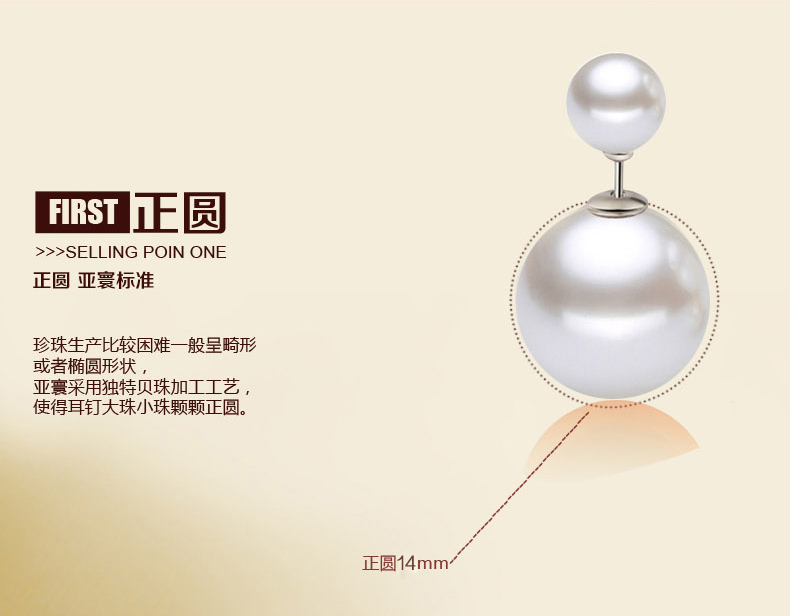 FIRST 正圆
>>>SELLING POIN ONE
正圆 亚寰标准
珍珠生产比较困难一般呈畸形
或者椭圆形状，
亚寰采用独特贝珠加工工艺，
使得耳钉大珠小珠颗颗正圆。
正圆14mm